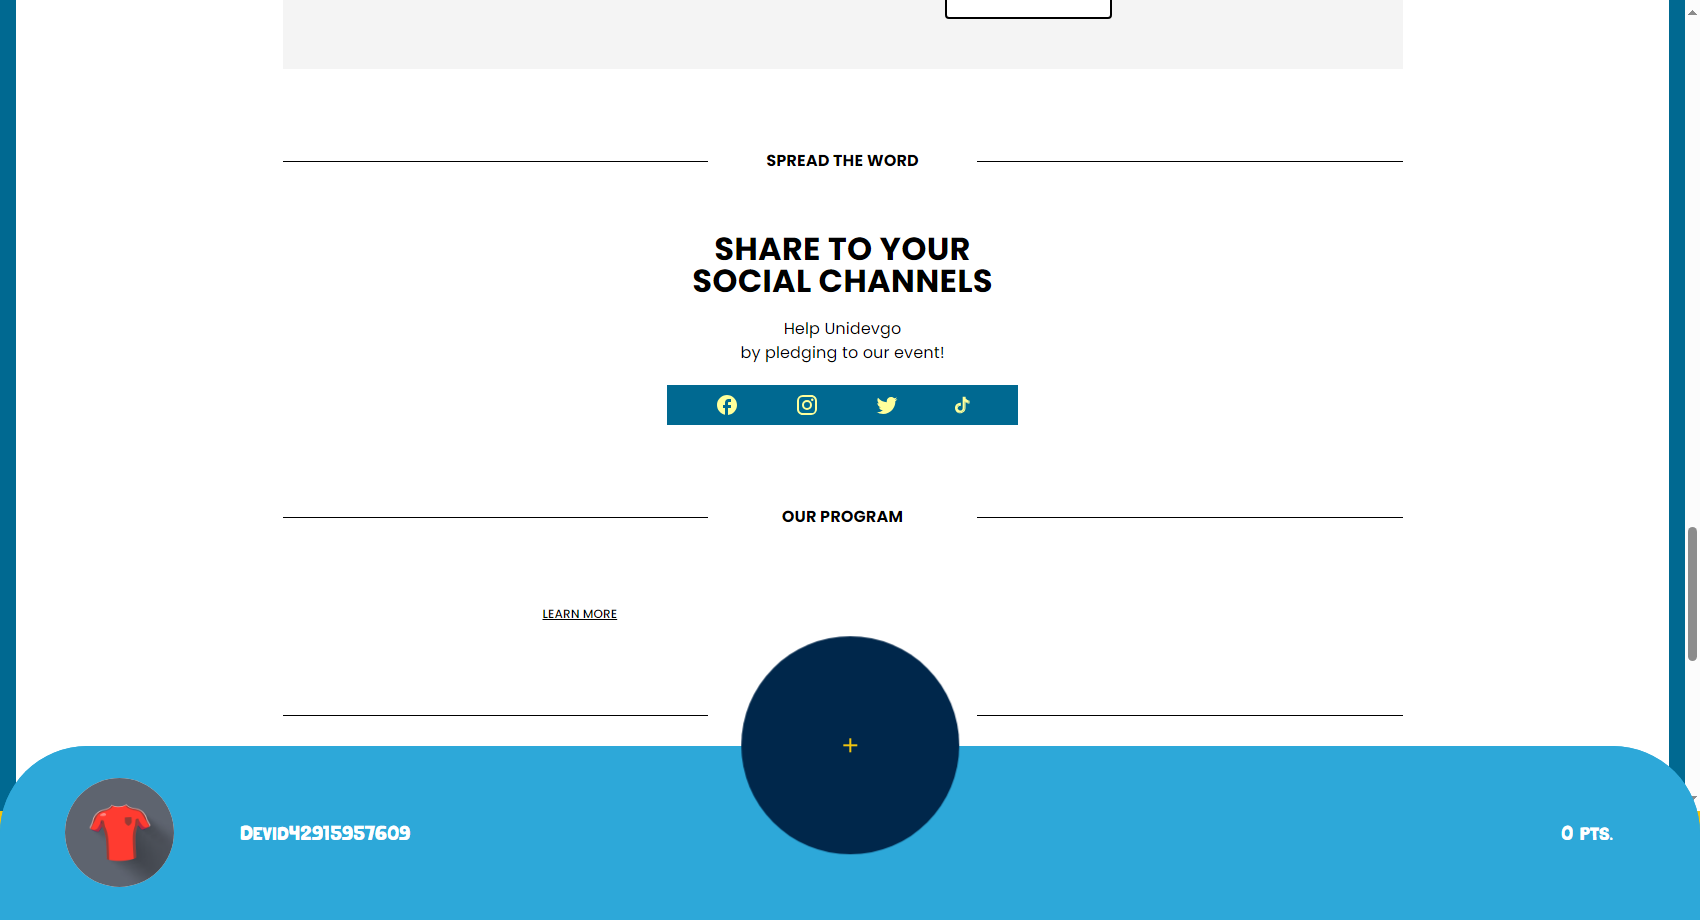 SPREAD THE WORD
SHARE TO YOUR
SOCIAL CHANNELS
Help Unidevgo
by pledging to our event!
OUR PROGRAM
LEARN MORE
+
Devid42915957609
0 pts.